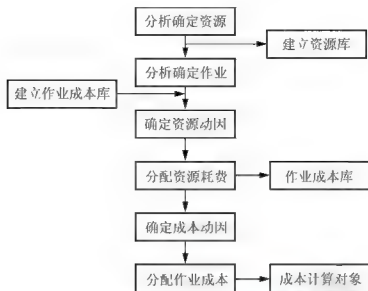 分析确定资源
建立资源库
分析确定作业
建立作业成本库
确定资源动因
分配资源耗费
作业成本库
确定成本动因
分配作业成本
成本计算对象